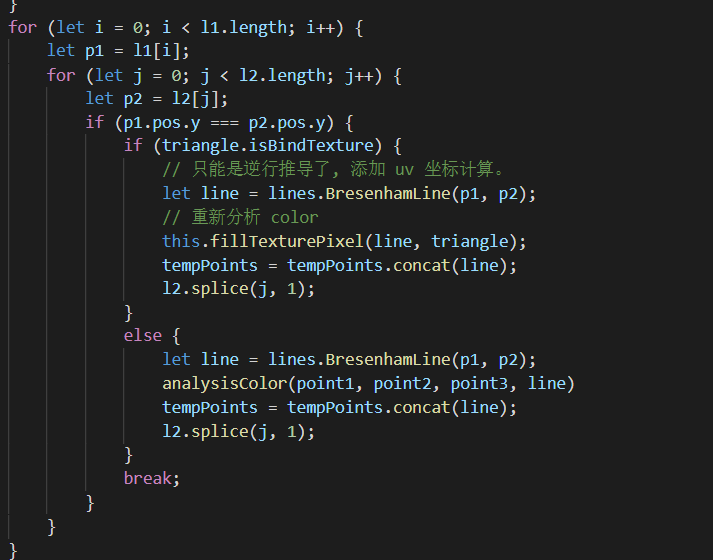 }
for (let i = 0; i < l1.length; i++) {
let p1 = l1[i];
for (let j = 0; j < l2.length; j++) {
let p2 = l2[j];
if (p1.pos.y === p2.pos.y) {
if (triangle.isBindTexture) {
// 只能是逆行推导了, 添加 uv 坐标计算。
let line = lines.BresenhamLine(p1, p2);
// 重新分析 color
this.fillTexturePixel(line, triangle);
tempPoints = tempPoints.concat(line);
l2.splice(j, 1);
}
else {
let line = lines.BresenhamLine(p1, p2);
analysisColor(point1, point2, point3, line)
tempPoints = tempPoints.concat(line);
l2.splice(j, 1);
}
break;
}
}
}